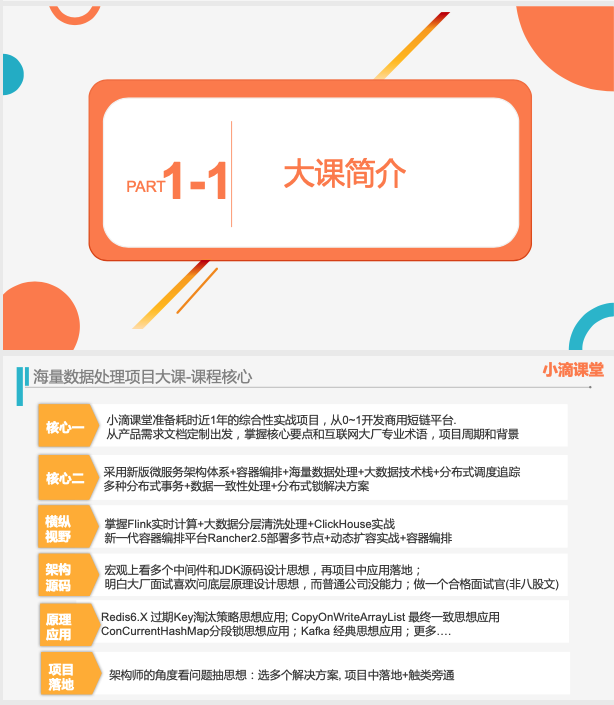 PART 1-1
大课简介
海量数据处理项目大课-课程核心
小滴课堂
核心一
小滴课堂准备耗时近1年的综合性实战项目，从0~1开发商用短链平台.
从产品需求文档定制出发，掌握核心要点和互联网大厂专业术语，项目周期和背景
核心二
采用新版微服务架构体系+容器编排+海量数据处理+大数据技术栈+分布式调度追踪
多种分布式事务+数据一致性处理+分布式锁解决方案
横纵
视野
掌握Flink实时计算+大数据分层清洗处理+ClickHouse实战
新一代容器编排平台Rancher2.5部署多节点+动态扩容实战+容器编排
架构
源码
宏观上看多个中间件和JDK源码设计思想，再项目中应用落地；
明白大厂面试喜欢问底层原理设计思想，而普通公司没能力；做一个合格面试官(非八股文)
原理
应用
Redis6.X 过期Key淘汰策略思想应用; CopyOnWriteArrayList 最终一致思想应用
ConCurrentHashMap分段锁思想应用；Kafka 经典思想应用；更多….
项目
落地
架构师的角度看问题抽思想：选多个解决方案, 项目中落地+触类旁通